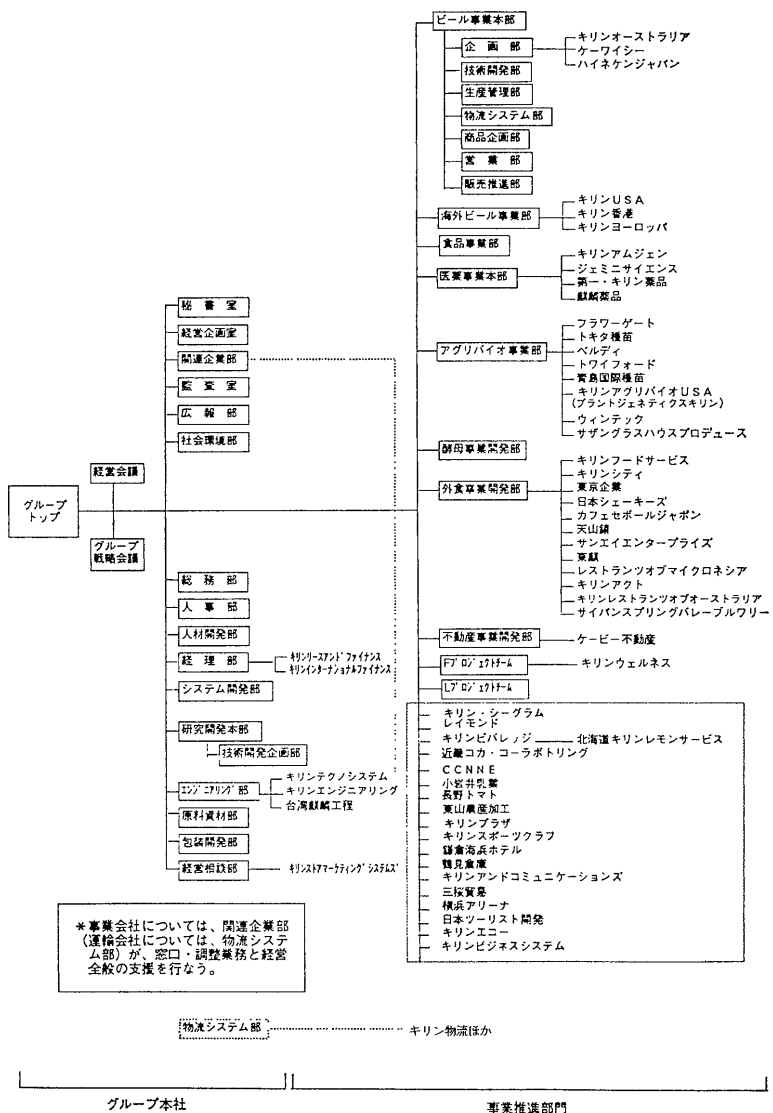 グループ
トップ
経営会議
グループ
戦略会議
秘書室
経営企画室
関連企業部
監査室
広報部
社会環境部
総務部
人事部
人材開発部
経理部
キリンリースアンドファイナンス
キリンインターナショナルファイナンス
システム開発部
研究開発本部
技術開発企画部
エンジニアリング部
キリンテクノシステム
キリンエンジニアリング
台湾麒麟工程
原料資材部
包装開発部
経営相談部
キリンストアマーケティングシステムズ
ビール事業本部
企画部
キリンオーストラリア
ケーワイシー
ハイネケンジャパン
技術開発部
生産管理部
物流システム部
商品企画部
営業部
販売推進部
海外ビール事業部
キリンUSA
キリン香港
キリンヨーロッパ
食品事業部
医薬事業本部
キリンアムジェン
ジェミニサイエンス
第一・キリン薬品
麒麟薬品
アグリバイオ事業部
フラワーゲート
トキタ種苗
ベルディ
トワイフォード
青島国際種苗
キリンアグリバイオUSA
(プラントジェネティクスキリン)
ウィンテック
サザングラスハウスプロデュース
酵母事業開発部
外食事業開発部
キリンフードサービス
キリンシティ
東京企業
日本シェーキーズ
カフェセボールジャポン
天山鎮
サンエイエンタープライズ
東麒
レストランツオブマイクロネシア
キリンアクト
キリンレストランツオブオーストラリア
サイパンスプリングバレーブルワリー
不動産事業開発部
ケービー不動産
Fプロジェクトチーム
キリンウェルネス
Lプロジェクトチーム
キリン・シーグラム
レイモンド
キリンビバレッジ
北海道キリンレモンサービス
近畿コカ・コーラボトリング
CCNNE
小岩井乳業
長野トマト
東山農産加工
キリンプラザ
キリンスポーツクラフ
鎌倉海浜ホテル
鶴見倉庫
キリンアンドコミュニケーションズ
三桜貿易
横浜アリーナ
日本ツーリスト開発
キリンエコー
キリンビジネスシステム
*事業会社については、関連企業部
(運輸会社については、物流システ
ム部)が、窓口・調整業務と経営
全般の支援を行なう。
物流システム部
キリン物流ほか
グループ本社
事業推進部門